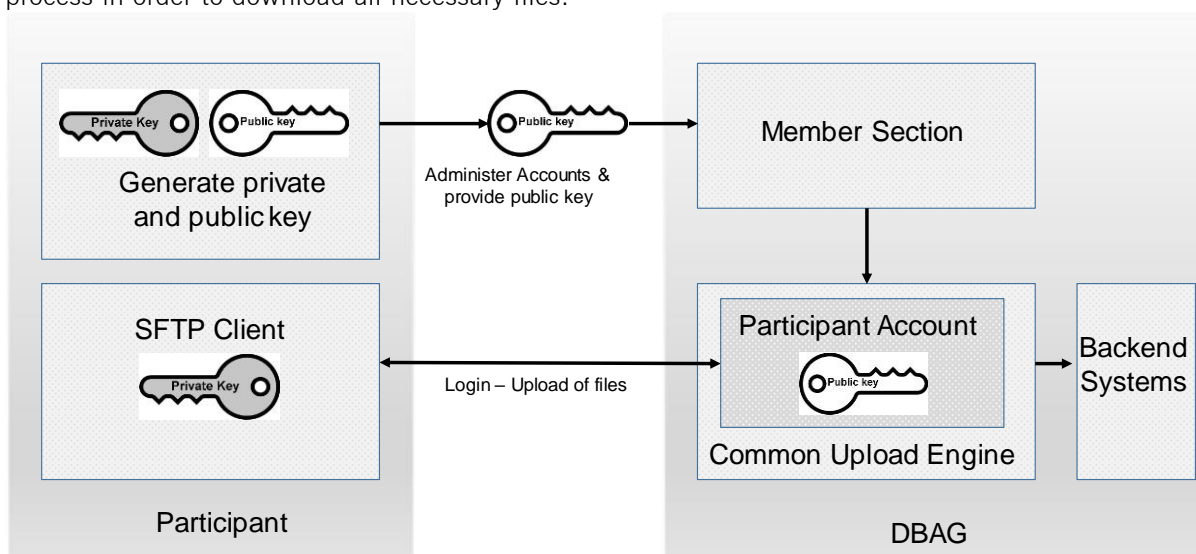 process in order to download all necessary files.
Private Key
Public key
Generate private
and public key
Public key
Administer Accounts &
provide public key
Member Section
SFTP Client
Private Key
Login – Upload of files
Participant Account
Public key
Common Upload Engine
Backend
Systems
Participant
DBAG